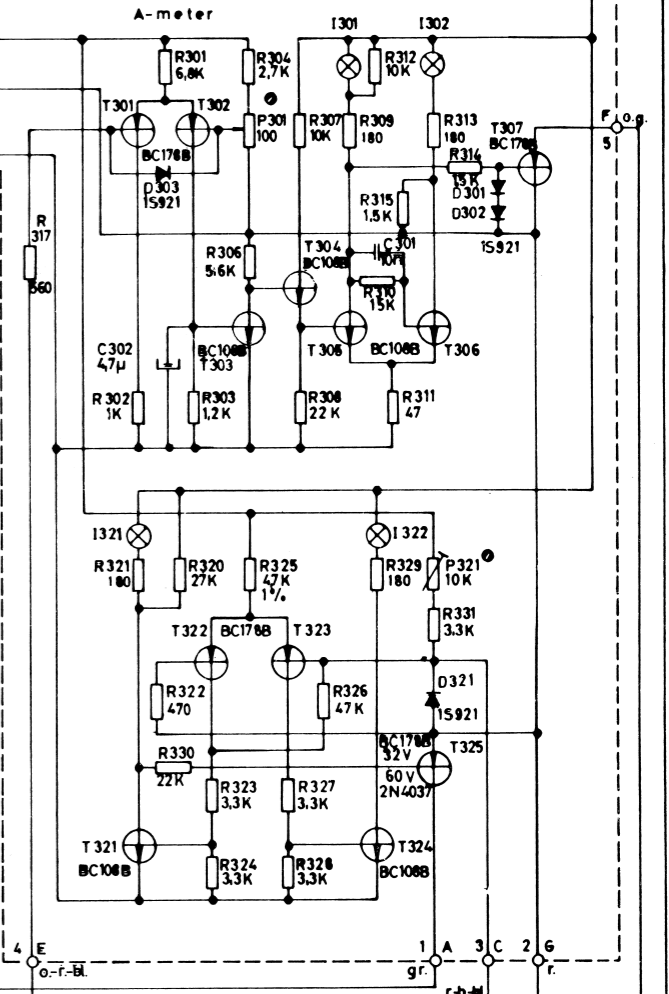 A-meter
I301
I302
R301
6,8K
R304
2,7K
R312
10K
T301
T302
P301
100
R307
10K
R309
180
R313
180
T307
BC178B
F
o.g.
5
BC178B
D303
1S921
R314
15K
D301
D302
1S921
R315
1,5K
R
317
560
R306
5,6K
T304
BC108B
C301
10n
R310
15K
C302
4,7µ
BC108B
T303
T305
BC108B
T306
R302
1K
R303
1,2K
R308
22K
R311
47
I321
I322
R321
180
R320
27K
R325
47K
1%
R329
180
P321
10K
R331
3,3K
T322
BC178B
T323
R322
470
R326
47K
D321
1S921
R330
22K
BC178B
32V
60V
2N4037
T325
R323
3,3K
R327
3,3K
T321
BC108B
R324
3,3K
R328
3,3K
T324
BC108B
4
E
1
A
3
C
2
G
o.-r.-bl.
gr.
r.
r-b-bl